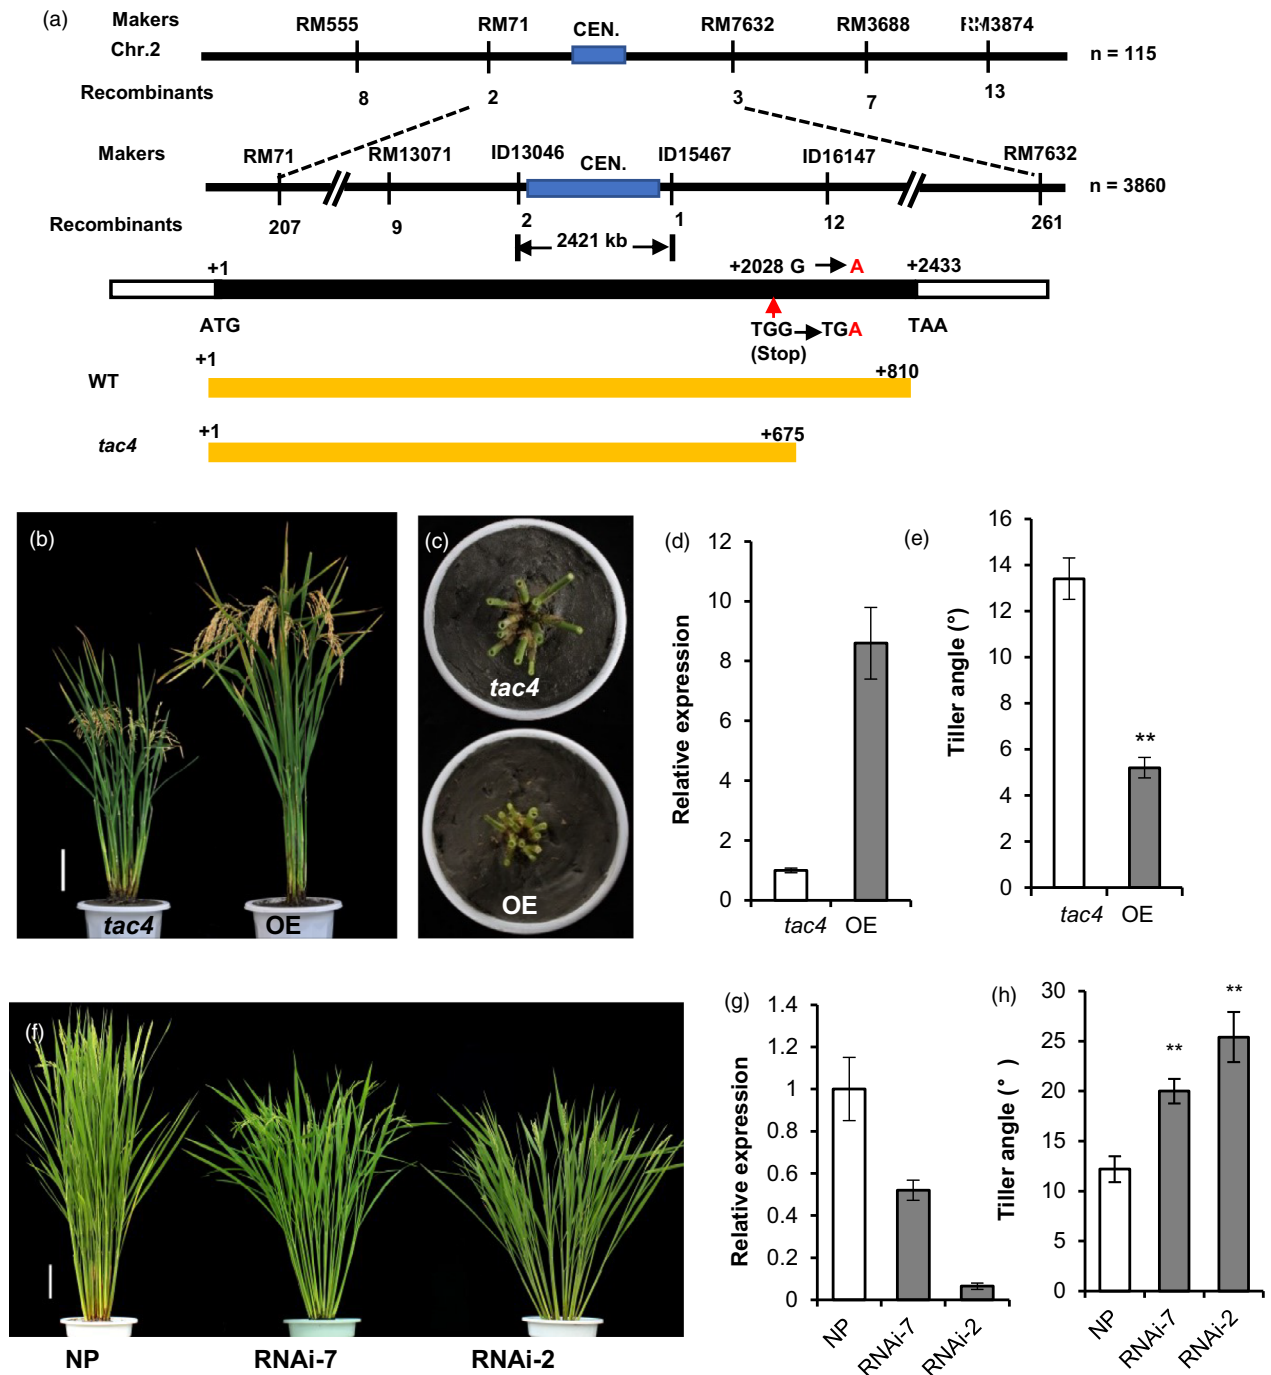 (a)
Makers RM555 RM71 CEN. RM7632 RM3688 RM3874
Chr.2 n = 115
Recombinants 8 2 3 7 13
Makers RM71 RM13071 ID13046 CEN. ID15467 ID16147 RM7632
n = 3860
Recombinants 207 9 2 1 12 261
2421 kb
+1 +2028 G A +2433
ATG TGG TGA TAA
(Stop)
WT +1 +810
tac4 +1 +675
(b)
tac4 OE
(c)
tac4
OE
(d)
Relative expression
12
10
8
6
4
2
0
tac4 OE
(e)
Tiller angle (°)
16
14
12
10
8
6
4
2
0
**
tac4 OE
(f)
NP RNAi-7 RNAi-2
(g)
Relative expression
1.4
1.2
1
0.8
0.6
0.4
0.2
0
NP RNAi-7 RNAi-2
(h)
Tiller angle (° )
30
25
20
15
10
5
0
** **
NP RNAi-7 RNAi-2